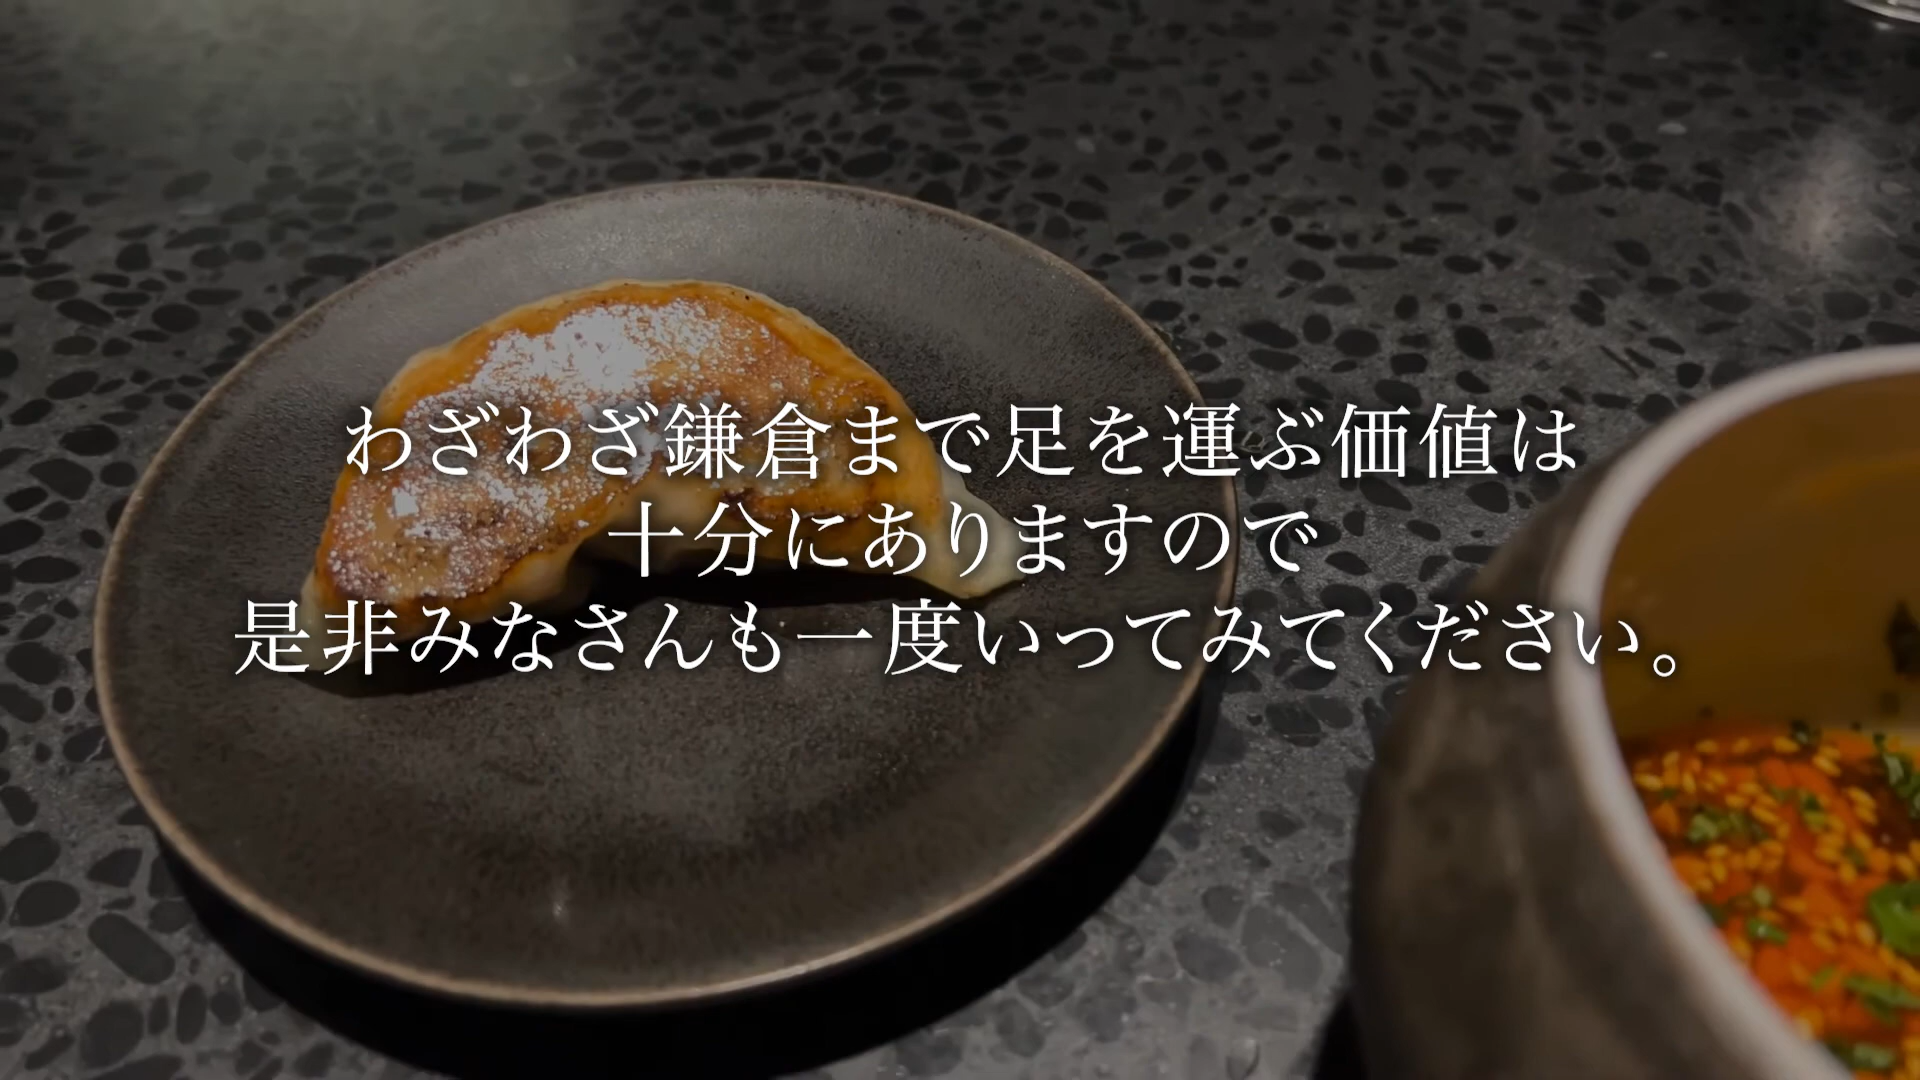 わざわざ鎌倉まで足を運ぶ価値は
十分にありますので
是非みなさんも一度いってみてください。